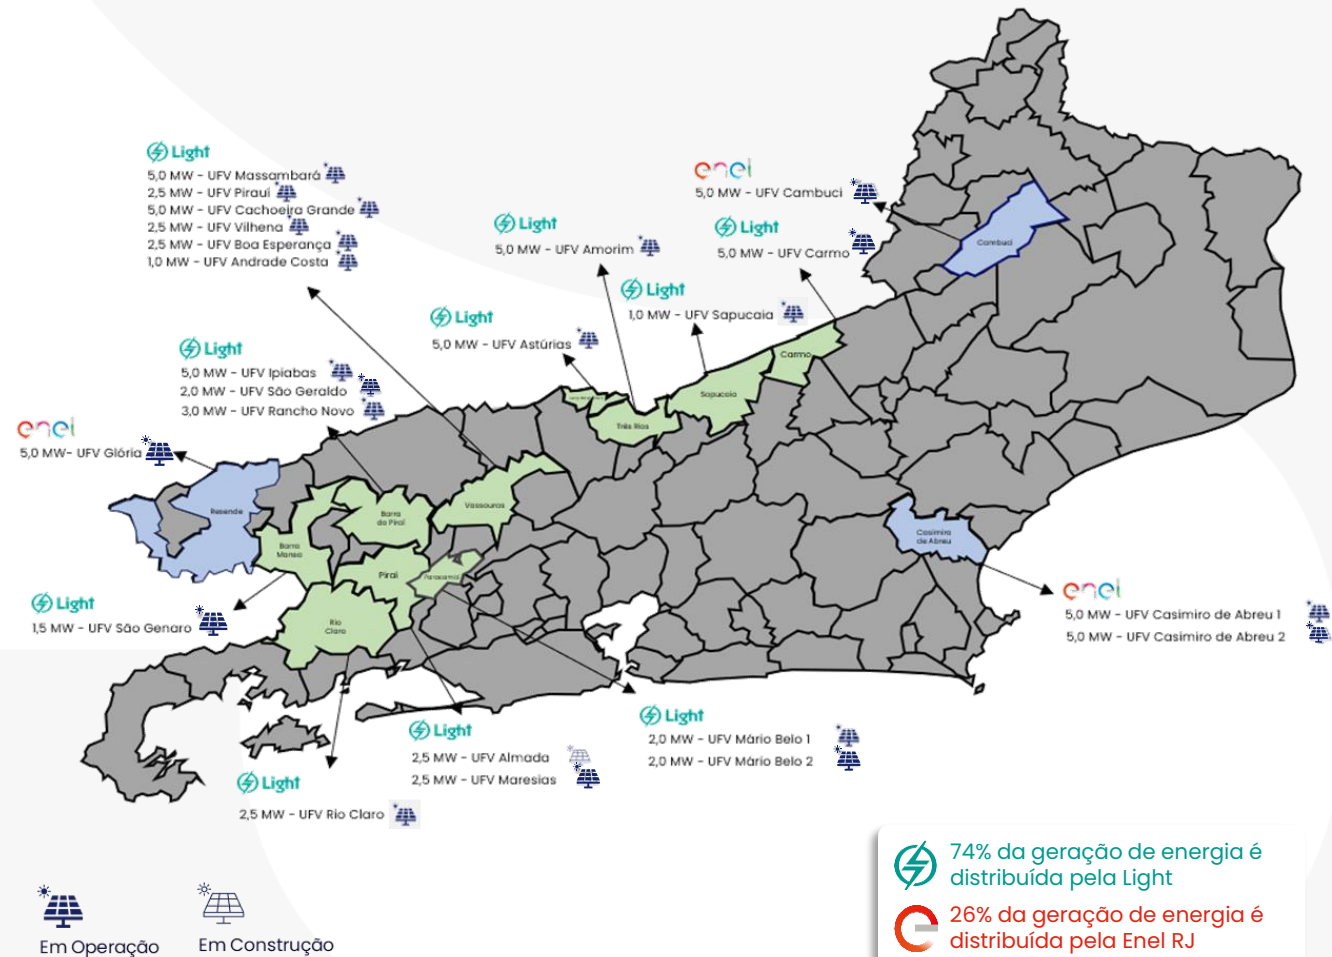 Light
5,0 MW - UFV Massambará
2,5 MW - UFV Piraui
5,0 MW - UFV Cachoeira Grande
2,5 MW - UFV Vilhena
2,5 MW - UFV Boa Esperança
1,0 MW - UFV Andrade Costa
enel
5,0 MW - UFV Cambuci
Light
5,0 MW - UFV Carmo
Light
5,0 MW - UFV Amorim
Light
1,0 MW - UFV Sapucaia
Light
5,0 MW - UFV Astúrias
Light
5,0 MW - UFV Ipiabas
2,0 MW - UFV São Geraldo
3,0 MW - UFV Rancho Novo
enel
5,0 MW- UFV Glória
Cambuci
Carmo
Sapucaia
Três Rios
Vassouras
Barra
do Piraí
Resende
Barra
Mansa
Piraí
Paracambi
Rio
Claro
Casimiro
de Abreu
Light
1,5 MW - UFV São Genaro
enel
5,0 MW - UFV Casimiro de Abreu 1
5,0 MW - UFV Casimiro de Abreu 2
Light
2,0 MW - UFV Mário Belo 1
2,0 MW - UFV Mário Belo 2
Light
2,5 MW - UFV Almada
2,5 MW - UFV Maresias
Light
2,5 MW - UFV Rio Claro
Em Operação
Em Construção
74% da geração de energia é
distribuída pela Light
26% da geração de energia é
distribuída pela Enel RJ